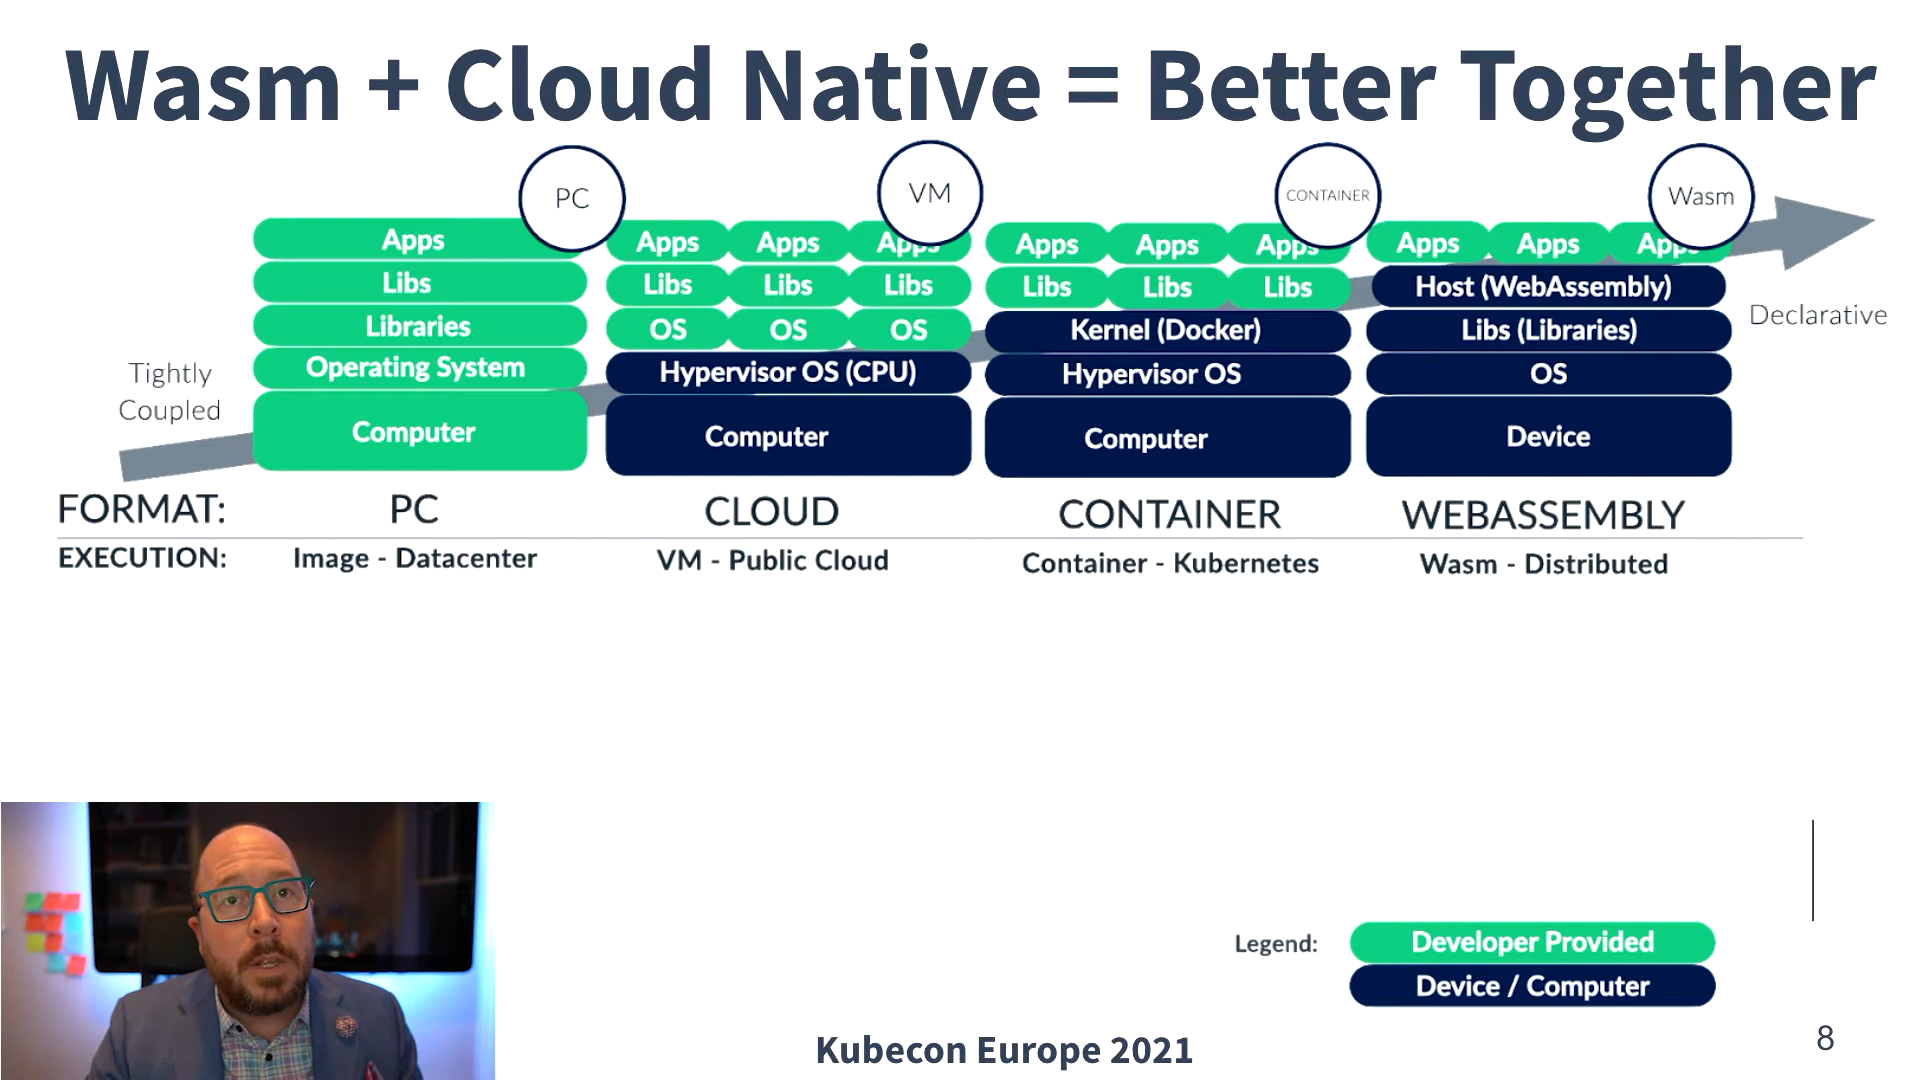 Wasm + Cloud Native = Better Together
PC
VM
CONTAINER
Wasm
Tightly
Coupled
Apps
Libs
Libraries
Operating System
Computer
Apps Apps Apps
Libs Libs Libs
OS OS OS
Hypervisor OS (CPU)
Computer
Apps Apps Apps
Libs Libs Libs
Kernel (Docker)
Hypervisor OS
Computer
Apps Apps Apps
Host (WebAssembly)
Libs (Libraries)
OS
Device
Declarative
FORMAT: PC CLOUD CONTAINER WEBASSEMBLY
EXECUTION: Image - Datacenter VM - Public Cloud Container - Kubernetes Wasm - Distributed
Legend:
Developer Provided
Device / Computer
Kubecon Europe 2021
8